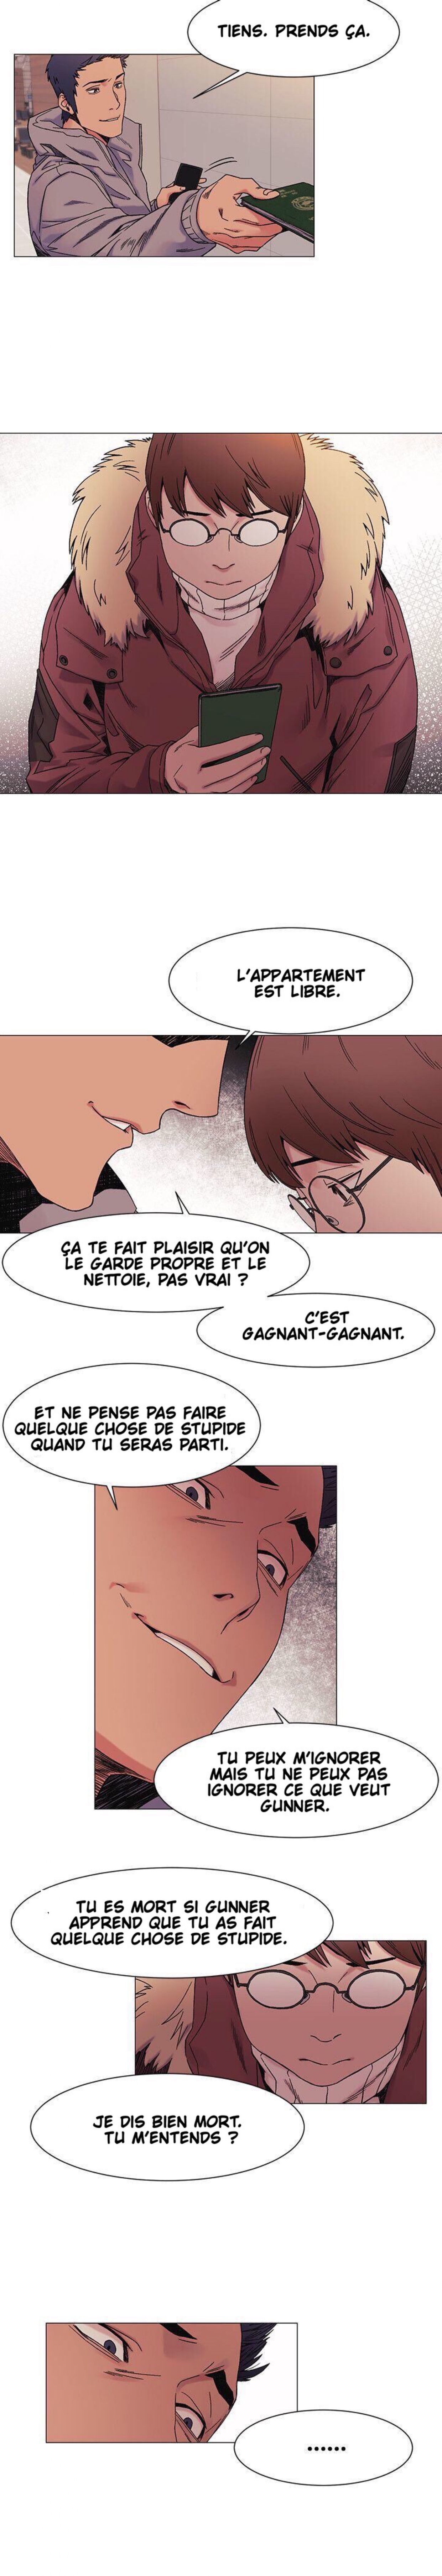 TIENS. PRENDS ÇA.
L'APPARTEMENT
EST LIBRE.
ÇA TE FAIT PLAISIR QU'ON
LE GARDE PROPRE ET LE
NETTOIE, PAS VRAI ?
C'EST
GAGNANT-GAGNANT.
ET NE PENSE PAS FAIRE
QUELQUE CHOSE DE STUPIDE
QUAND TU SERAS PARTI.
TU PEUX M'IGNORER
MAIS TU NE PEUX PAS
IGNORER CE QUE VEUT
GUNNER.
TU ES MORT SI GUNNER
APPREND QUE TU AS FAIT
QUELQUE CHOSE DE STUPIDE.
JE DIS BIEN MORT.
TU M'ENTENDS ?
......